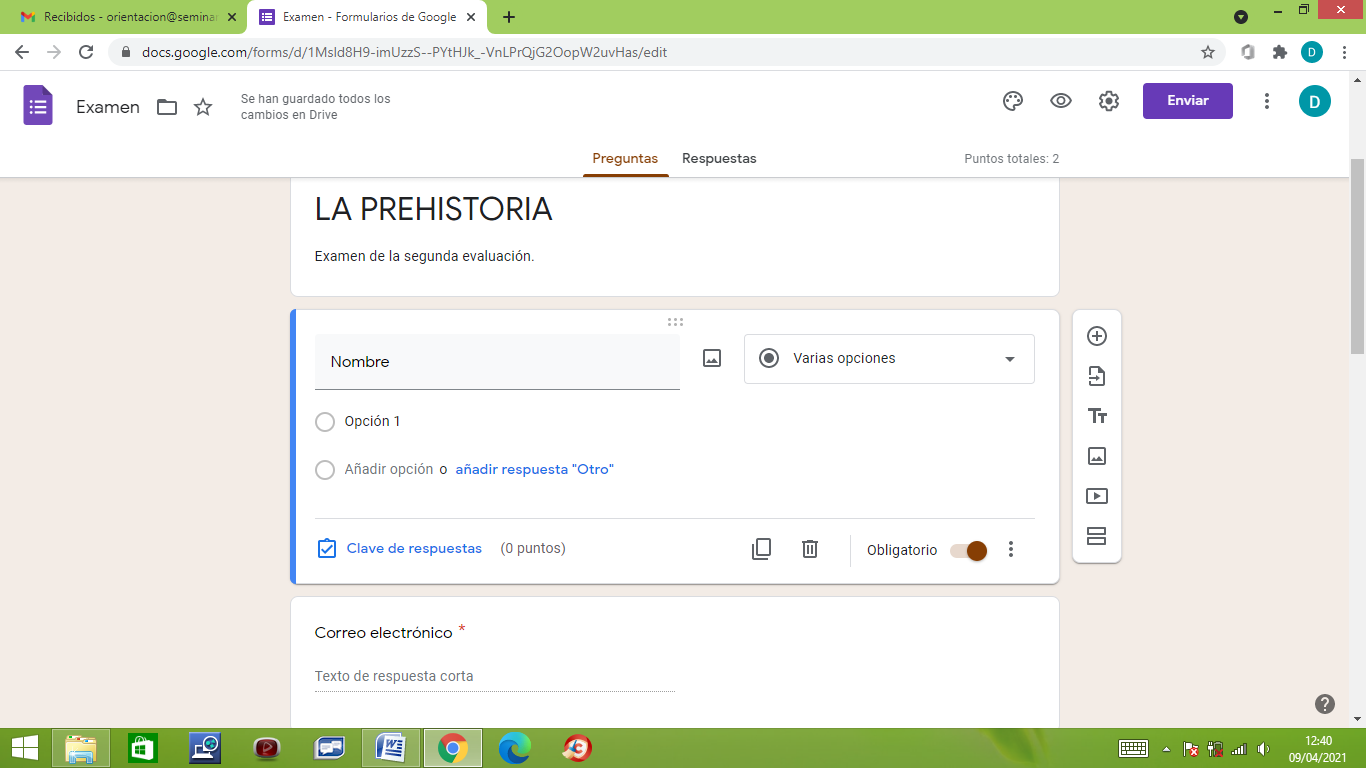 Recibidos - orientacion@semina
Examen - Formularios de Google
docs.google.com/forms/d/1Msld8H9-imUzzS--PYtHJk_-VnLPrQjG2OopW2uvHas/edit
D
Examen
Se han guardado todos los
cambios en Drive
Enviar
D
Preguntas
Respuestas
Puntos totales: 2
LA PREHISTORIA
Examen de la segunda evaluación.
Nombre
Varias opciones
Opción 1
Añadir opción o añadir respuesta "Otro"
Clave de respuestas (0 puntos)
Obligatorio
Correo electrónico *
Texto de respuesta corta
12:40
09/04/2021